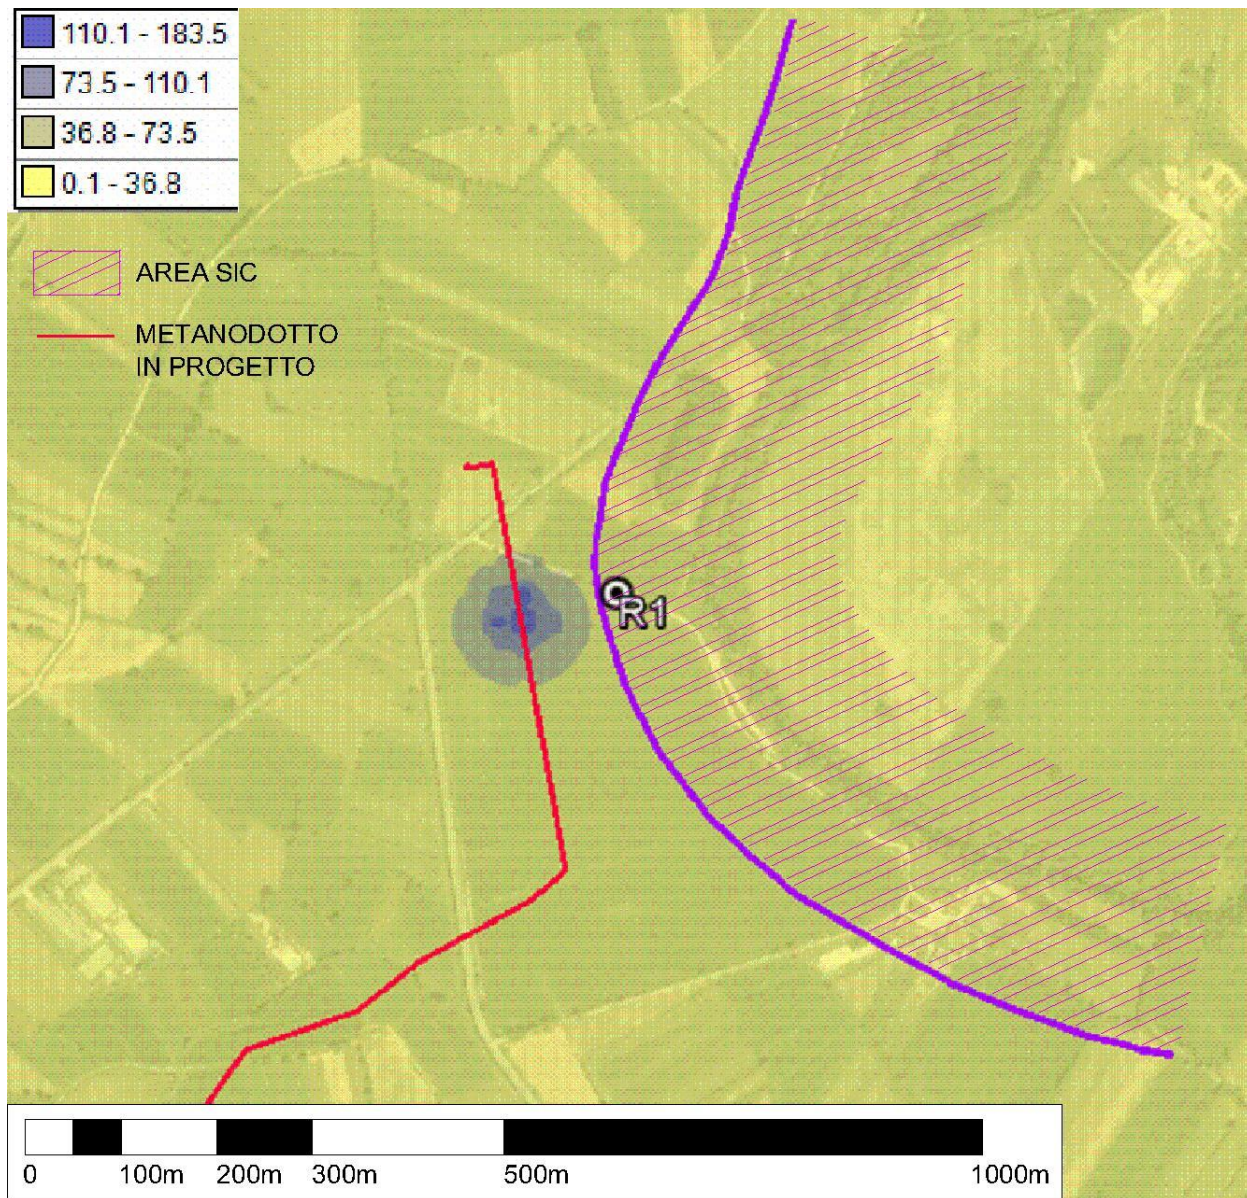 110.1 - 183.5
73.5 - 110.1
36.8 - 73.5
0.1 - 36.8
AREA SIC
METANODOTTO
IN PROGETTO
R1
0 100m 200m 300m 500m 1000m